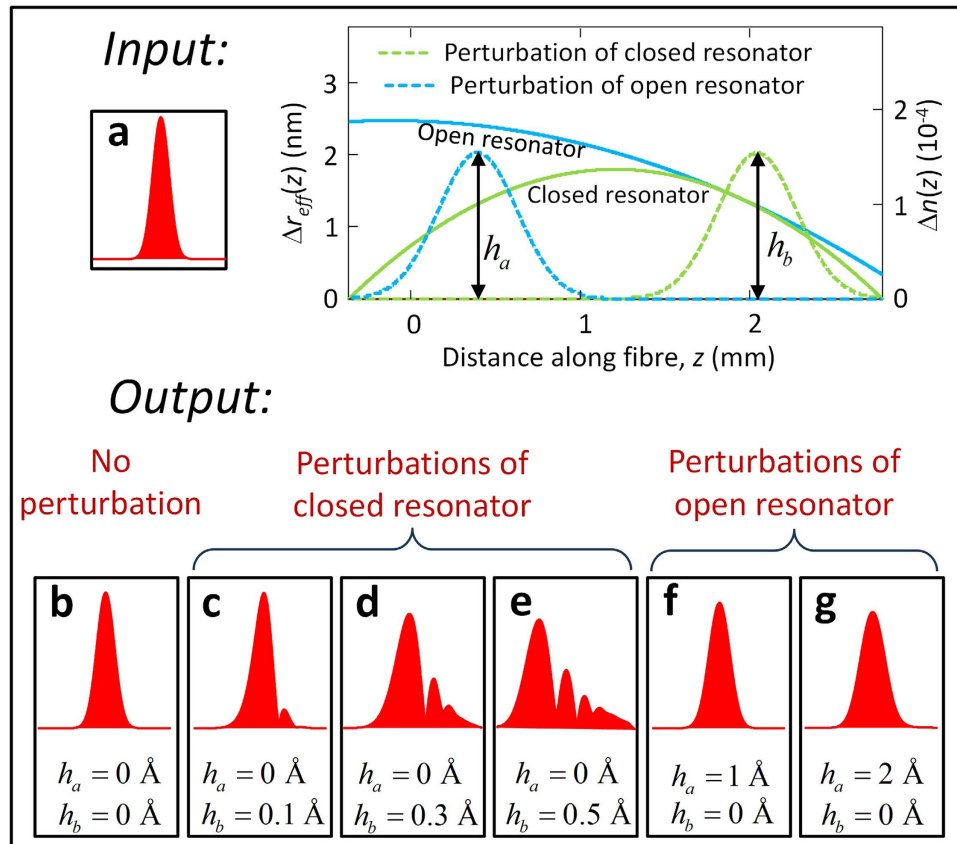 Input:
a
Perturbation of closed resonator
Perturbation of open resonator
Open resonator
Closed resonator
h_a
h_b
3
2
1
0
Δr_eff(z) (nm)
2
1
0
Δn(z) (10⁻⁴)
0 1 2
Distance along fibre, z (mm)
Output:
No
perturbation
Perturbations of
closed resonator
Perturbations of
open resonator
b c d e f g
h_a = 0 Å h_a = 0 Å h_a = 0 Å h_a = 0 Å h_a = 1 Å h_a = 2 Å
h_b = 0 Å h_b = 0.1 Å h_b = 0.3 Å h_b = 0.5 Å h_b = 0 Å h_b = 0 Å